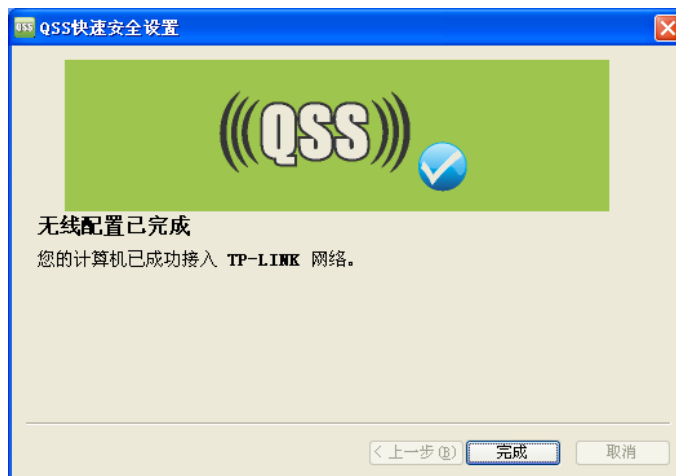 QSS
QSS快速安全设置
QSS
无线配置已完成
您的计算机已成功接入 TP-LINK 网络。
< 上一步(B)
完成
取消